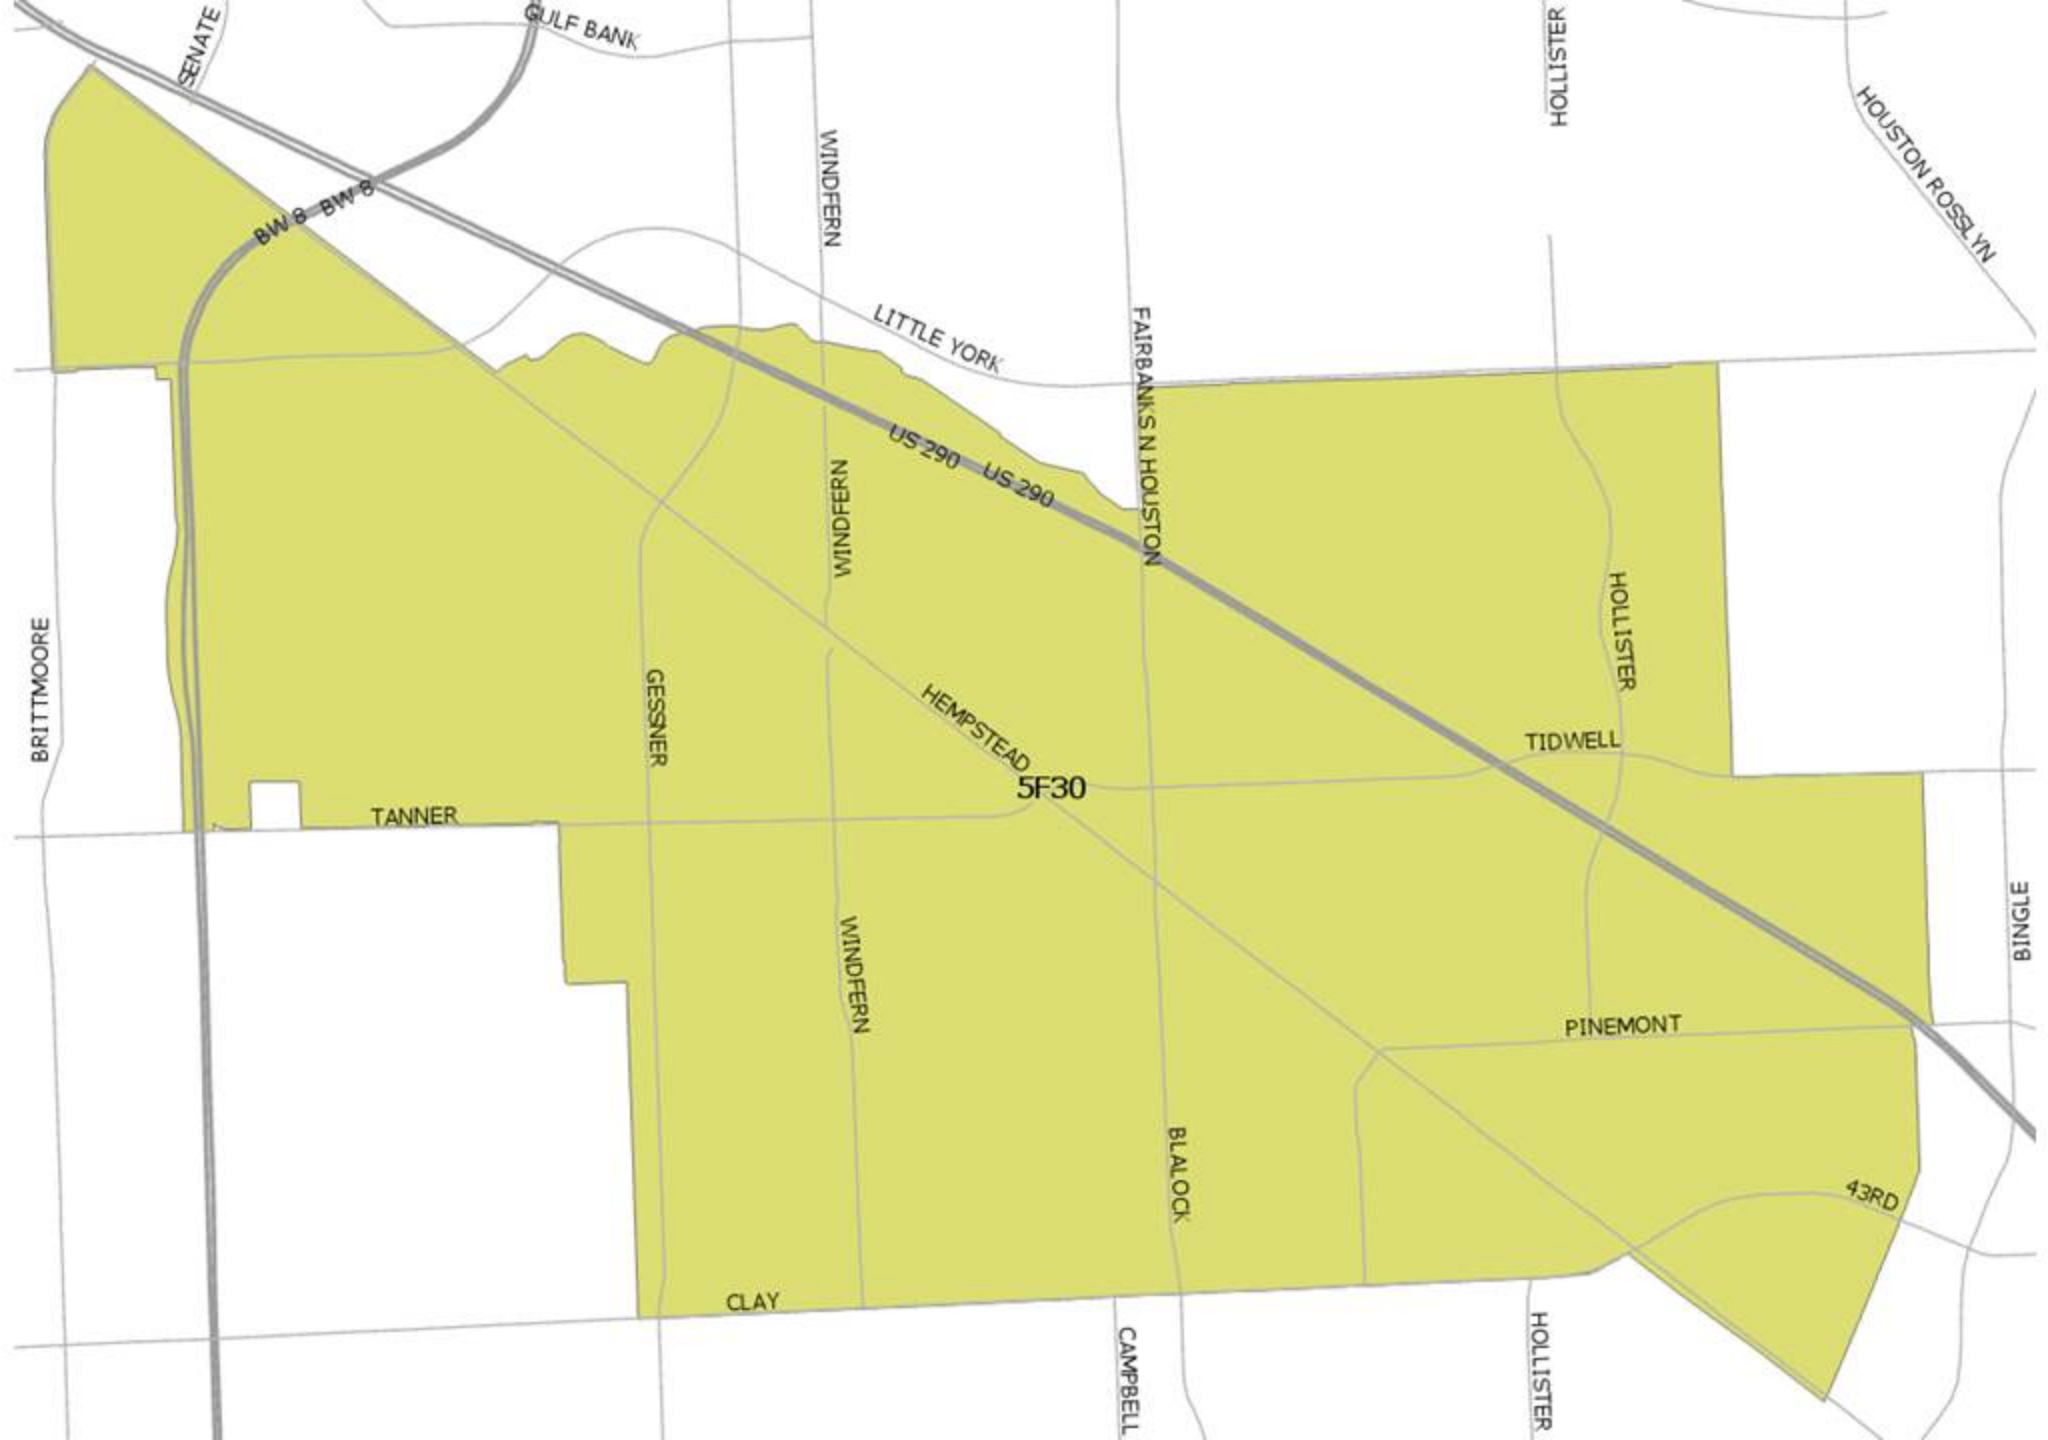 GULF BANK
SENATE
HOLLISTER
HOUSTON ROSSLYN
WINDFERN
BW 8
BW 8
LITTLE YORK
FAIRBANKS N HOUSTON
US 290
US 290
WINDFERN
HOLLISTER
BRITTMOORE
GESSNER
HEMPSTEAD
TIDWELL
5F30
TANNER
BINGLE
WINDFERN
PINEMONT
BLALOCK
43RD
CLAY
CAMPBELL
HOLLISTER